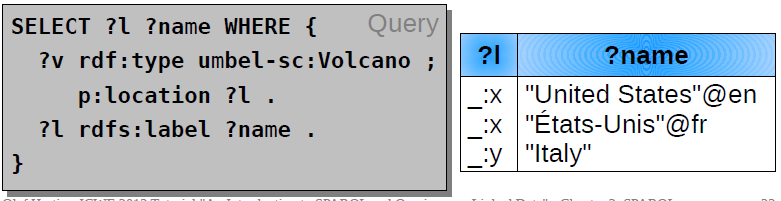 SELECT ?l ?name WHERE {
Query
?v rdf:type umbel-sc:Volcano ;
p:location ?l .
?l rdfs:label ?name .
}
?l ?name
_:x "United States"@en
_:x "États-Unis"@fr
_:y "Italy"